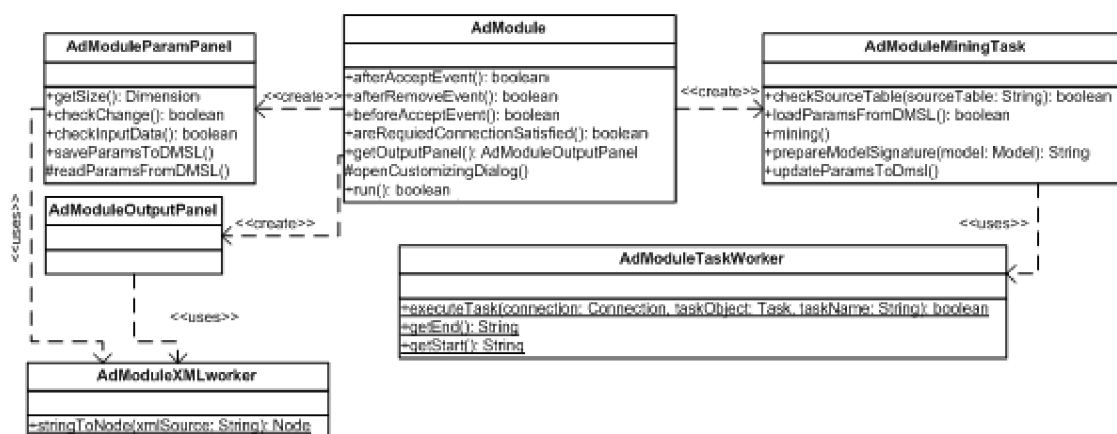 AdModuleParamPanel
+getSize(): Dimension
+checkChange(): boolean
+checkInputData(): boolean
+saveParamsToDMSL()
#readParamsFromDMSL()
<<create>>
AdModule
+afterAcceptEvent(): boolean
+afterRemoveEvent(): boolean
+beforeAcceptEvent(): boolean
+areRequiedConnectionSatisfied(): boolean
+getOutputPanel(): AdModuleOutputPanel
#openCustomizingDialog()
+run(): boolean
<<create>>
AdModuleMiningTask
+checkSourceTable(sourceTable: String): boolean
+loadParamsFromDMSL(): boolean
+mining()
+prepareModelSignature(model: Model): String
+updateParamsToDmsl()
<<uses>>
AdModuleOutputPanel
<<create>>
<<uses>>
AdModuleTaskWorker
+executeTask(connection: Connection, taskObject: Task, taskName: String): boolean
+getEnd(): String
+getStart(): String
<<uses>>
AdModuleXMLworker
+stringToNode(xmlSource: String): Node